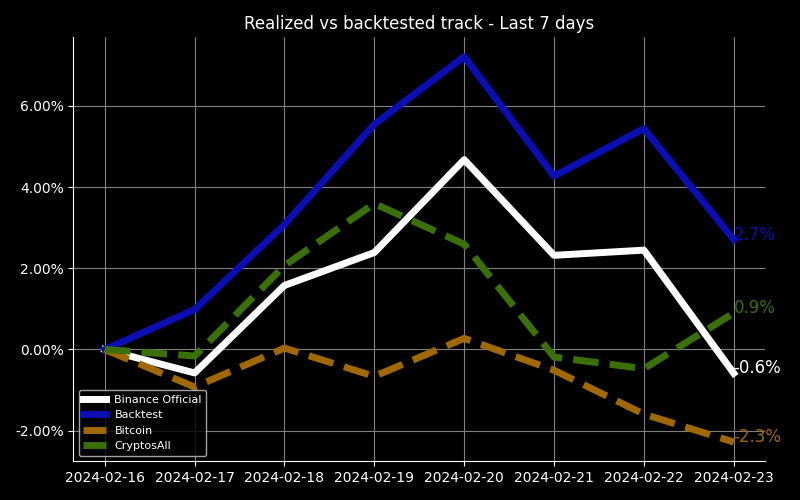 Realized vs backtested track - Last 7 days
6.00%
4.00%
2.00%
0.00%
-2.00%
2.7%
0.9%
-0.6%
-2.3%
Binance Official
Backtest
Bitcoin
CryptosAll
2024-02-16 2024-02-17 2024-02-18 2024-02-19 2024-02-20 2024-02-21 2024-02-22 2024-02-23